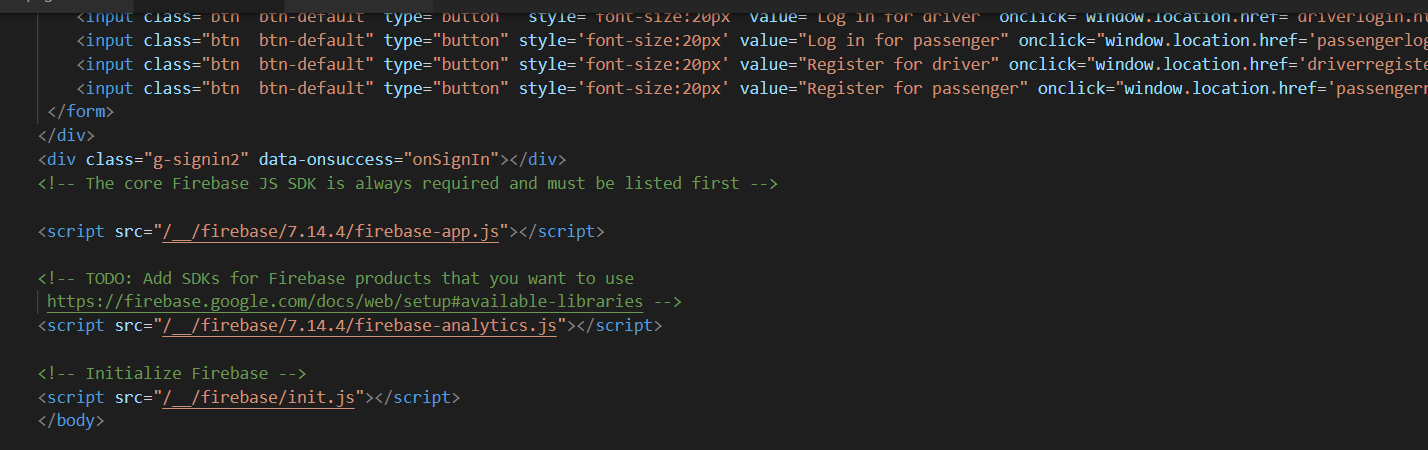 <input class="btn  btn-default" type="button"  style='font-size:20px' value="Log in for driver" onclick="window.location.href='driverlogin.ht
<input class="btn  btn-default" type="button" style='font-size:20px' value="Log in for passenger" onclick="window.location.href='passengerlog
<input class="btn  btn-default" type="button" style='font-size:20px' value="Register for driver" onclick="window.location.href='driverregiste
<input class="btn  btn-default" type="button" style='font-size:20px' value="Register for passenger" onclick="window.location.href='passengerr
</form>
</div>
<div class="g-signin2" data-onsuccess="onSignIn"></div>
<!-- The core Firebase JS SDK is always required and must be listed first -->
<script src="/__/firebase/7.14.4/firebase-app.js"></script>
<!-- TODO: Add SDKs for Firebase products that you want to use
https://firebase.google.com/docs/web/setup#available-libraries -->
<script src="/__/firebase/7.14.4/firebase-analytics.js"></script>
<!-- Initialize Firebase -->
<script src="/__/firebase/init.js"></script>
</body>